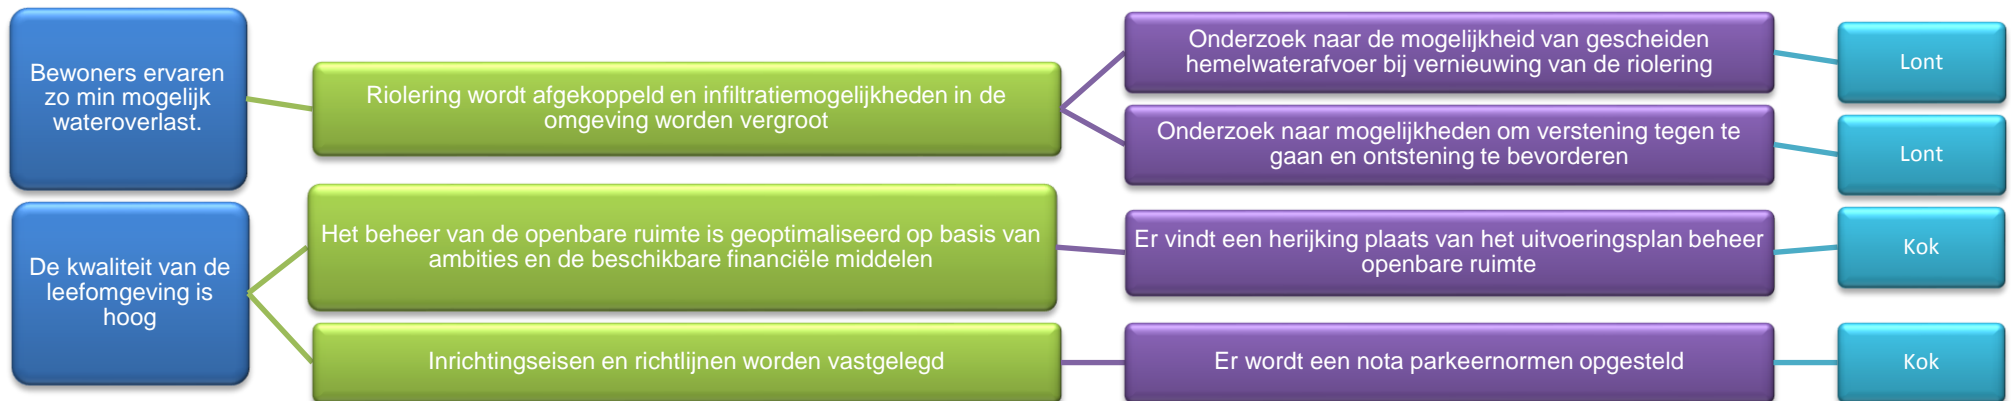 Bewoners ervaren
zo min mogelijk
wateroverlast.
Riolering wordt afgekoppeld en infiltratiemogelijkheden in de
omgeving worden vergroot
Onderzoek naar de mogelijkheid van gescheiden
hemelwaterafvoer bij vernieuwing van de riolering
Lont
Onderzoek naar mogelijkheden om verstening tegen te
gaan en ontstening te bevorderen
Lont
De kwaliteit van de
leefomgeving is
hoog
Het beheer van de openbare ruimte is geoptimaliseerd op basis van
ambities en de beschikbare financiële middelen
Er vindt een herijking plaats van het uitvoeringsplan beheer
openbare ruimte
Kok
Inrichtingseisen en richtlijnen worden vastgelegd
Er wordt een nota parkeernormen opgesteld
Kok